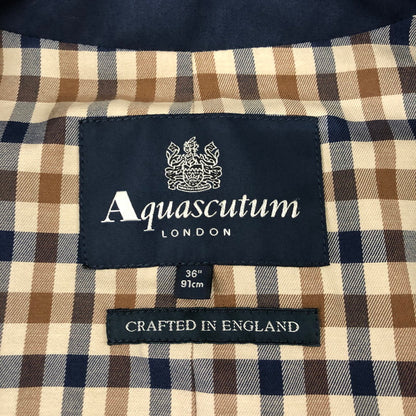 Aquascutum
LONDON
36"
91cm
CRAFTED IN ENGLAND